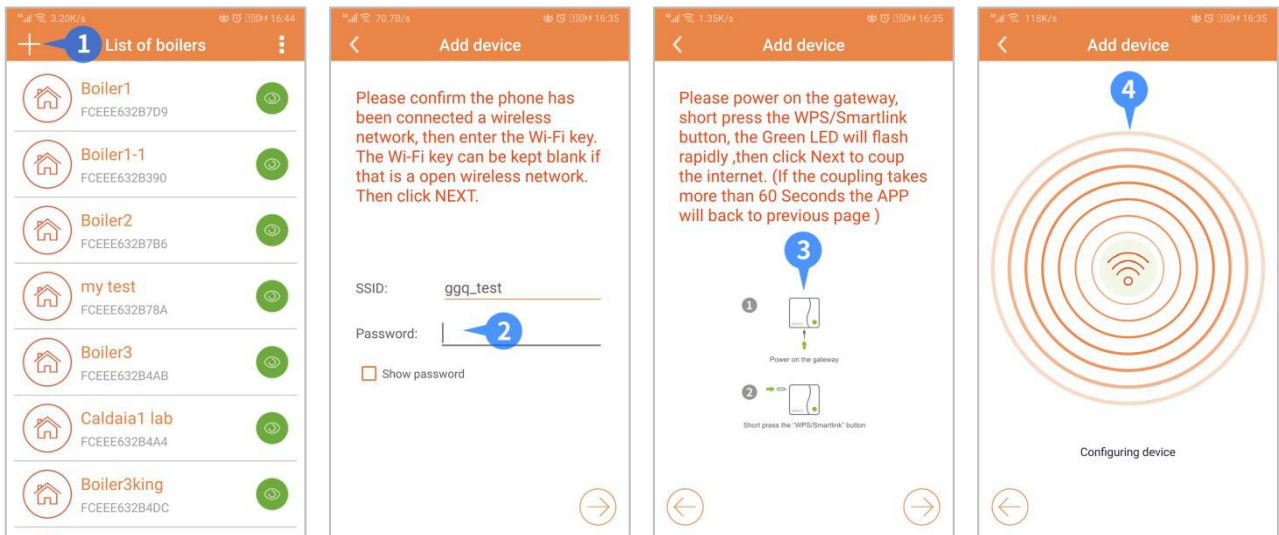 3.20K/s
100
16:44
1
List of boilers
Boiler1
FCEEE632B7D9
Boiler1-1
FCEEE632B390
Boiler2
FCEEE632B7B6
my test
FCEEE632B78A
Boiler3
FCEEE632B4AB
Caldaia1 lab
FCEEE632B4A4
Boiler3king
FCEEE632B4DC
70.7B/s
100
16:35
Add device
Please confirm the phone has
been connected a wireless
network, then enter the Wi-Fi key.
The Wi-Fi key can be kept blank if
that is a open wireless network.
Then click NEXT.
SSID:
ggq_test
Password:
2
Show password
1.35K/s
100
16:35
Add device
Please power on the gateway,
short press the WPS/Smartlink
button, the Green LED will flash
rapidly ,then click Next to coup
the internet. (If the coupling takes
more than 60 Seconds the APP
will back to previous page )
3
1
Power on the gateway
2
Short press the "WPS/Smartlink" button
118K/s
100
16:35
Add device
4
Configuring device